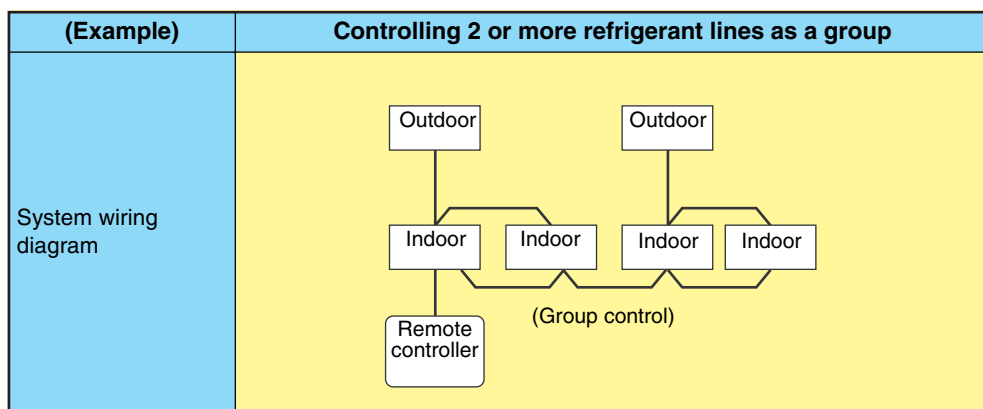 (Example)
Controlling 2 or more refrigerant lines as a group
System wiring
diagram
Outdoor
Outdoor
Indoor
Indoor
Indoor
Indoor
(Group control)
Remote
controller